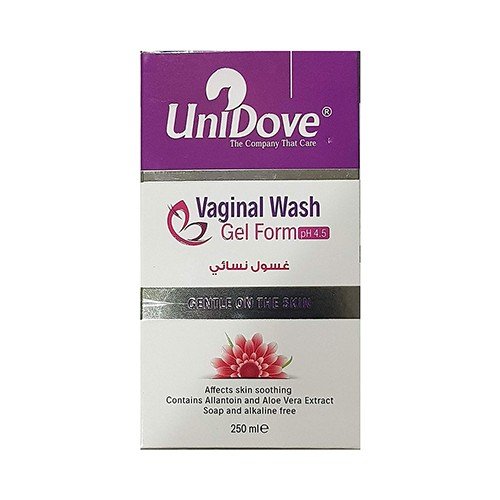 UniDove®
The Company That Care
Vaginal Wash
Gel Form pH 4.5
غسول نسائي
GENTLE ON THE SKIN
Affects skin soothing
Contains Allantoin and Aloe Vera Extract
Soap and alkaline free
250 ml℮